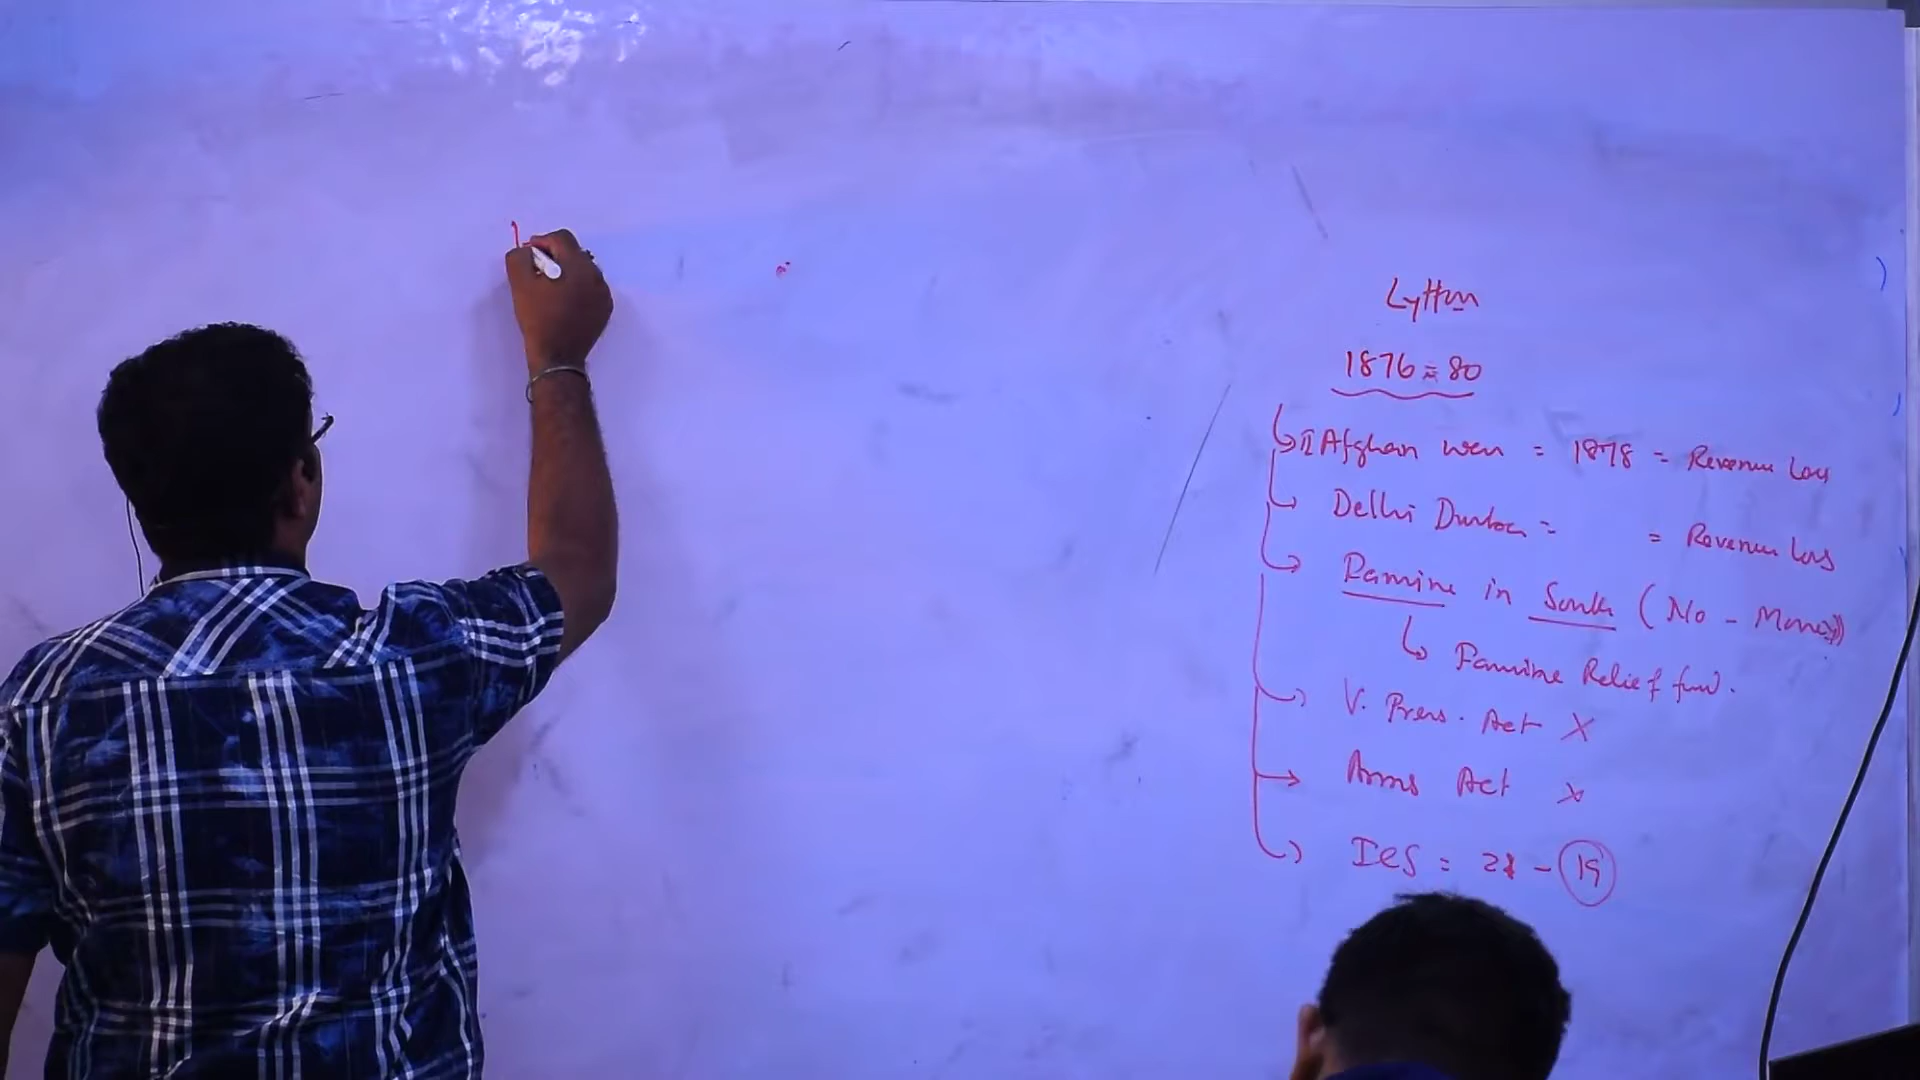 Lytton
1876 = 80
↳ II Afghan war = 1878 = Revenue Loss
↳ Delhi Durbar = = Revenue Loss
↳ Famine in South (No - Money)
↳ Famine Relief fund.
↳ V. Press. Act X
→ Arms Act X
↳ ICS = 21 - 19